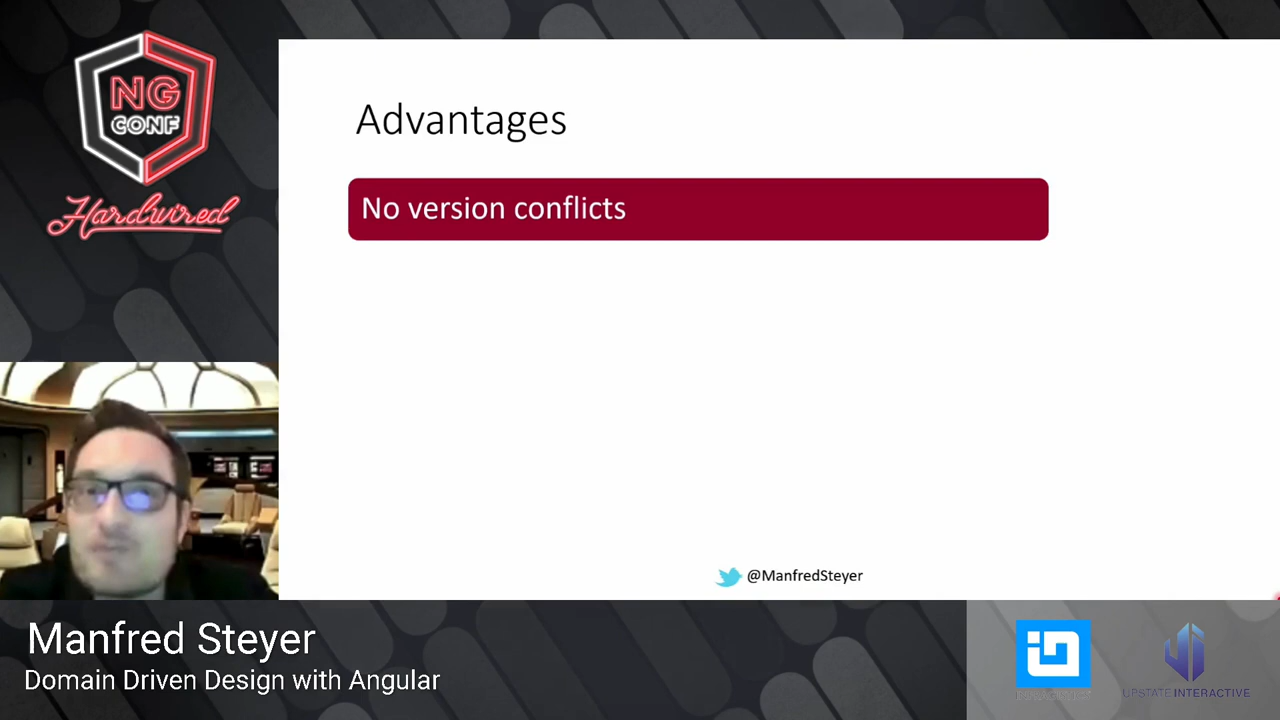 NG
CONF
Hardwired
Advantages
No version conflicts
@ManfredSteyer
Manfred Steyer
Domain Driven Design with Angular
UPSTATE INTERACTIVE